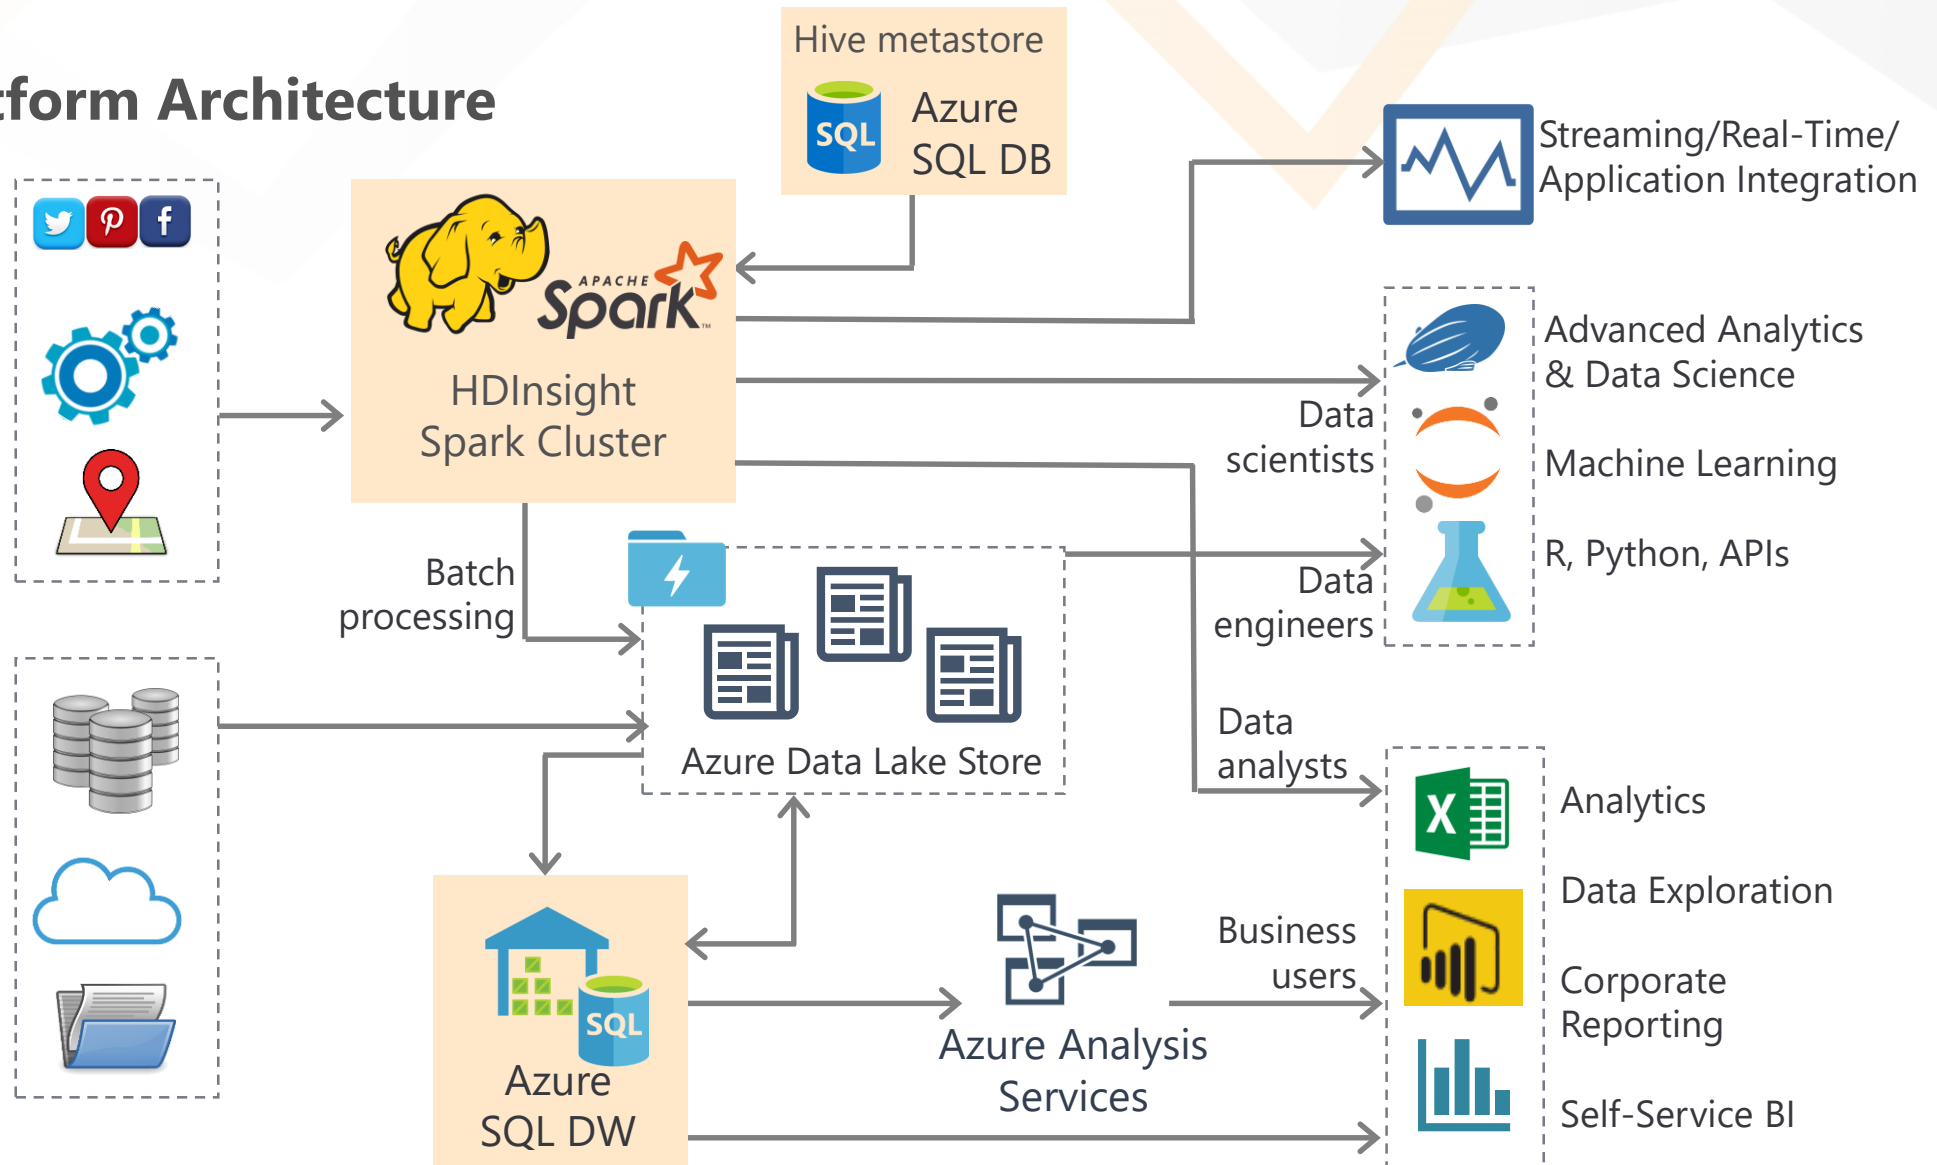 tform Architecture
Hive metastore
SQL
Azure
SQL DB
APACHE
Spark
TM
HDInsight
Spark Cluster
Streaming/Real-Time/
Application Integration
Advanced Analytics
& Data Science
Machine Learning
R, Python, APIs
Data
scientists
Data
engineers
Batch
processing
Azure Data Lake Store
Data
analysts
X
Analytics
Data Exploration
Corporate
Reporting
Self-Service BI
Business
users
Azure Analysis
Services
SQL
Azure
SQL DW